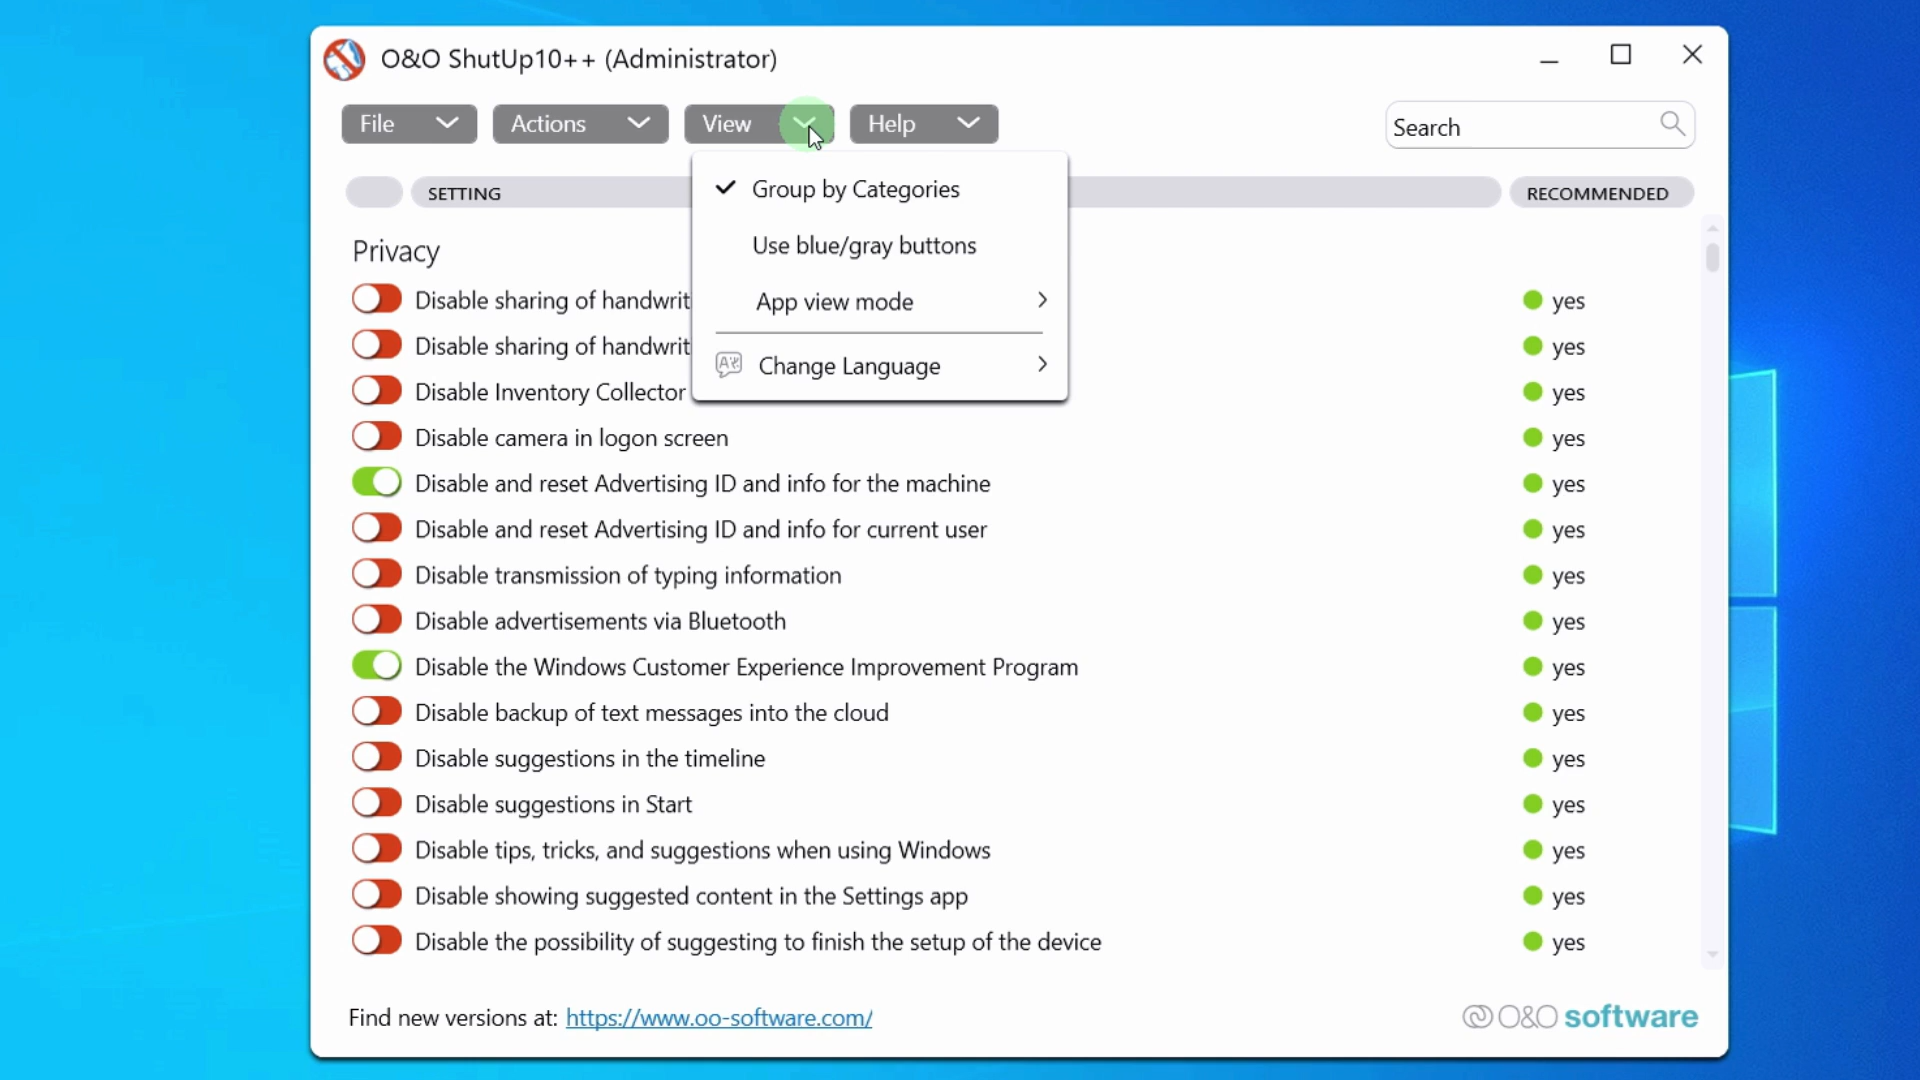 O&O ShutUp10++ (Administrator)
File
Actions
View
Help
Search
SETTING
RECOMMENDED
Group by Categories
Use blue/gray buttons
App view mode
Change Language
Privacy
Disable sharing of handwrit
yes
Disable sharing of handwrit
yes
Disable Inventory Collector
yes
Disable camera in logon screen
yes
Disable and reset Advertising ID and info for the machine
yes
Disable and reset Advertising ID and info for current user
yes
Disable transmission of typing information
yes
Disable advertisements via Bluetooth
yes
Disable the Windows Customer Experience Improvement Program
yes
Disable backup of text messages into the cloud
yes
Disable suggestions in the timeline
yes
Disable suggestions in Start
yes
Disable tips, tricks, and suggestions when using Windows
yes
Disable showing suggested content in the Settings app
yes
Disable the possibility of suggesting to finish the setup of the device
yes
Find new versions at: https://www.oo-software.com/
O&O software